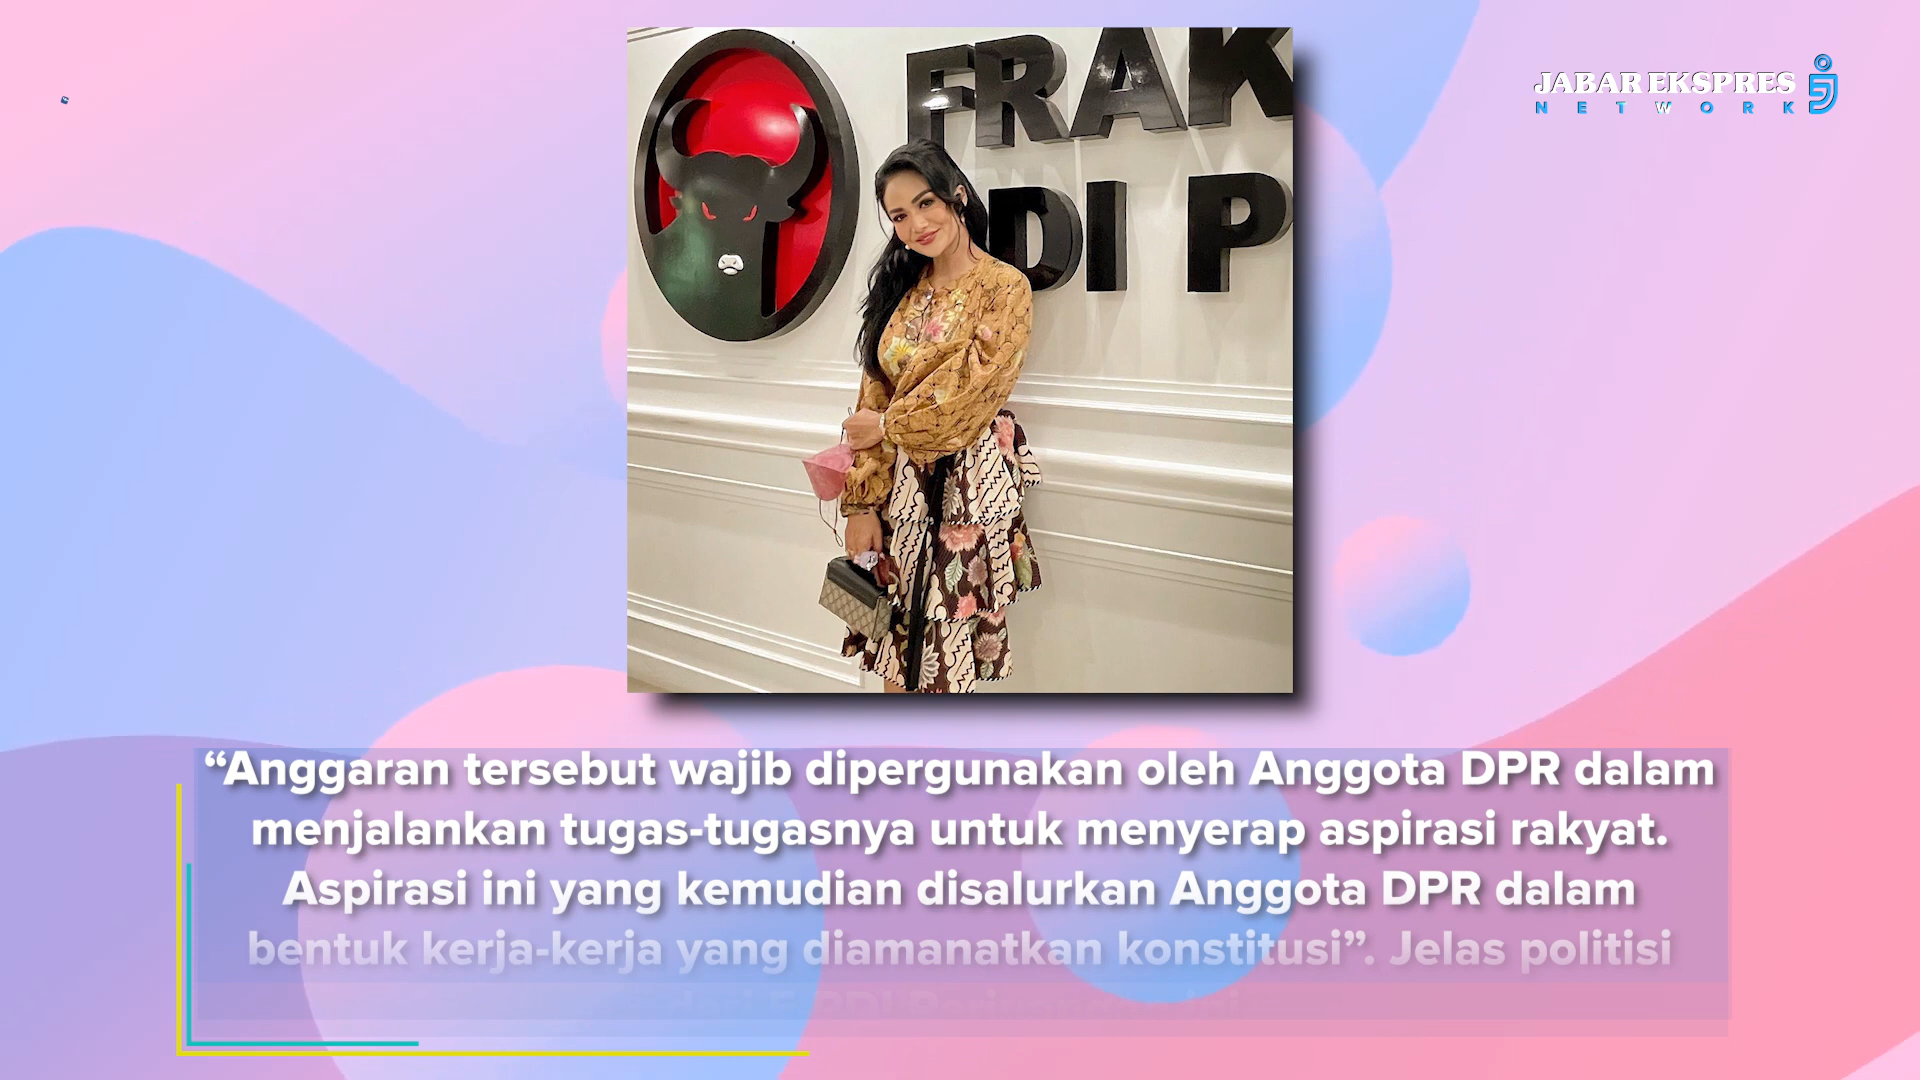 FRAK
DI P
JABAR EKSPRES
NETWORK
“Anggaran tersebut wajib dipergunakan oleh Anggota DPR dalam
menjalankan tugas-tugasnya untuk menyerap aspirasi rakyat.
Aspirasi ini yang kemudian disalurkan Anggota DPR dalam
bentuk kerja-kerja yang diamanatkan konstitusi”. Jelas politisi